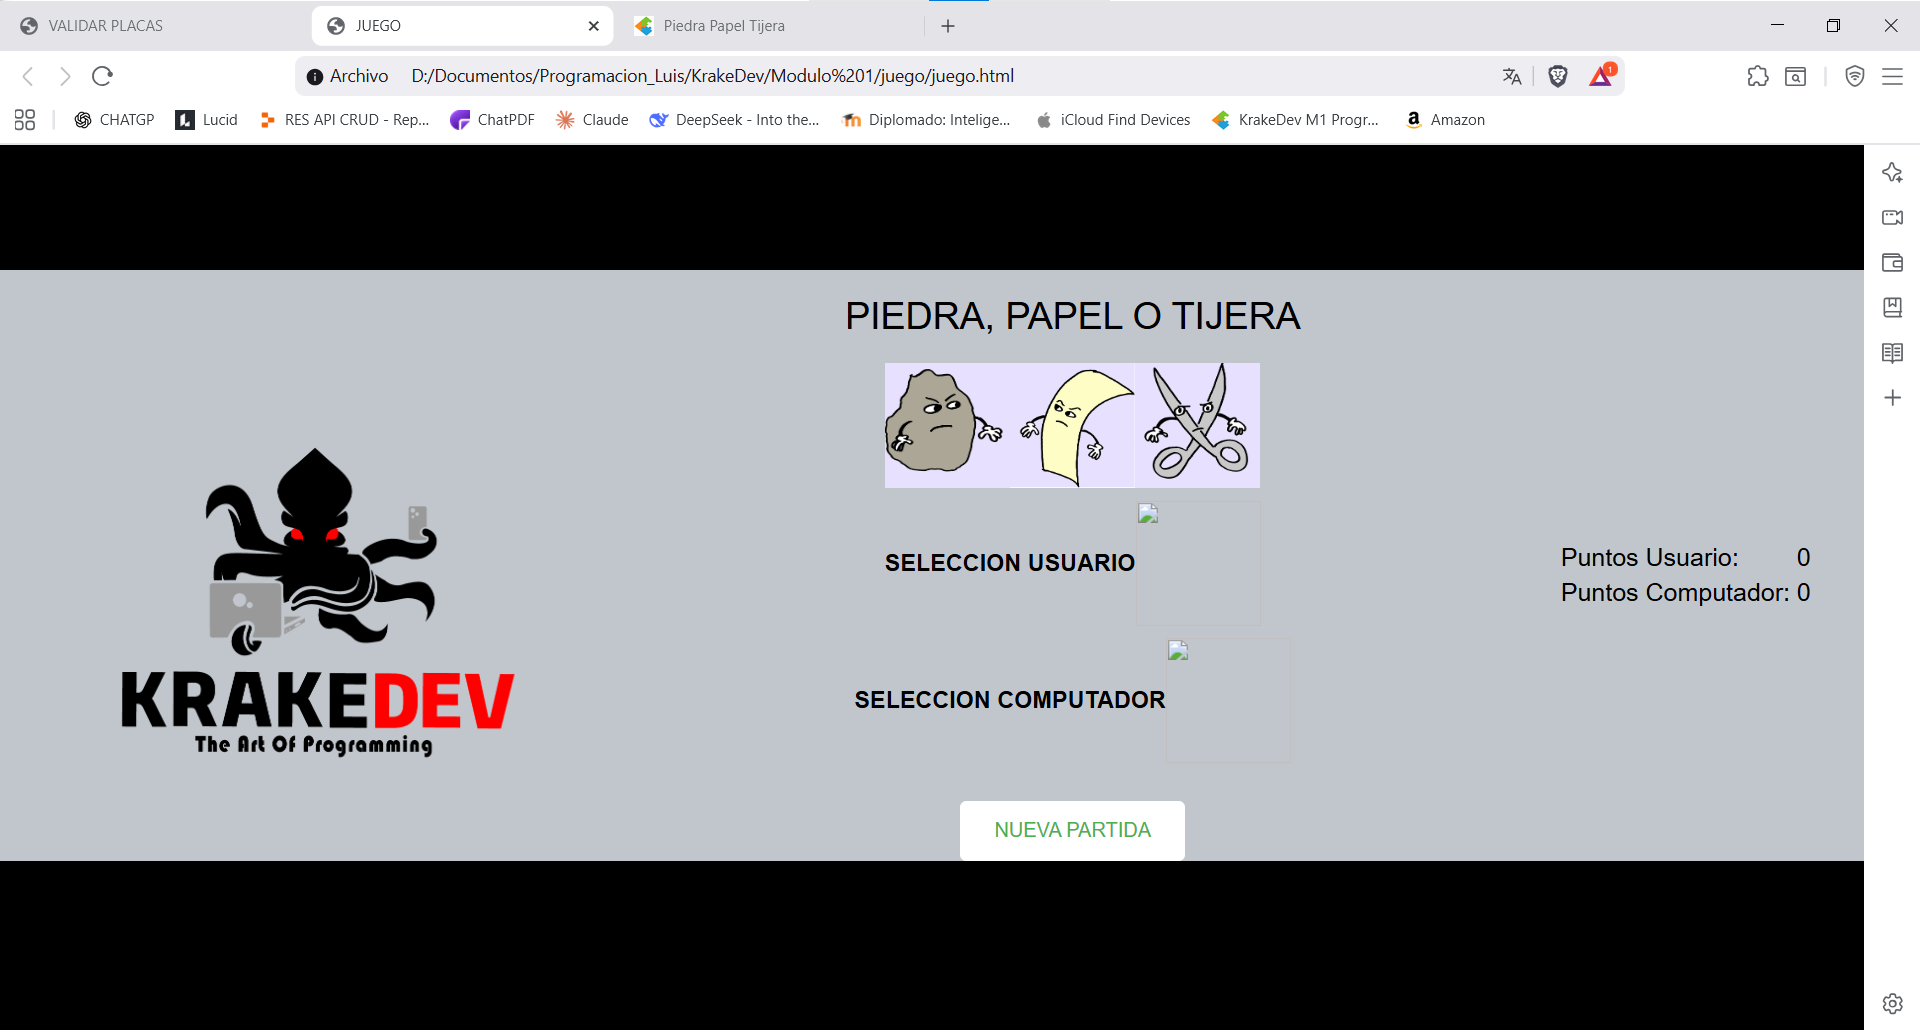 VALIDAR PLACAS
JUEGO
Piedra Papel Tijera
Archivo D:/Documentos/Programacion_Luis/KrakeDev/Modulo%201/juego/juego.html
1
CHATGP
Lucid
RES API CRUD - Rep...
ChatPDF
Claude
DeepSeek - Into the...
Diplomado: Intelige...
iCloud Find Devices
KrakeDev M1 Progr...
Amazon
PIEDRA, PAPEL O TIJERA
SELECCION USUARIO
Puntos Usuario: 0
Puntos Computador: 0
SELECCION COMPUTADOR
KRAKEDEV
The Art Of Programming
NUEVA PARTIDA